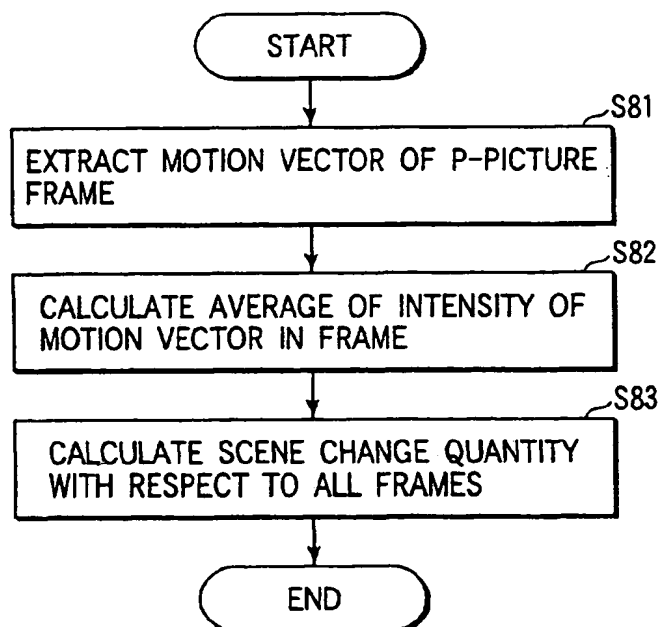 START
S81
EXTRACT MOTION VECTOR OF P-PICTURE
FRAME
S82
CALCULATE AVERAGE OF INTENSITY OF
MOTION VECTOR IN FRAME
S83
CALCULATE SCENE CHANGE QUANTITY
WITH RESPECT TO ALL FRAMES
END